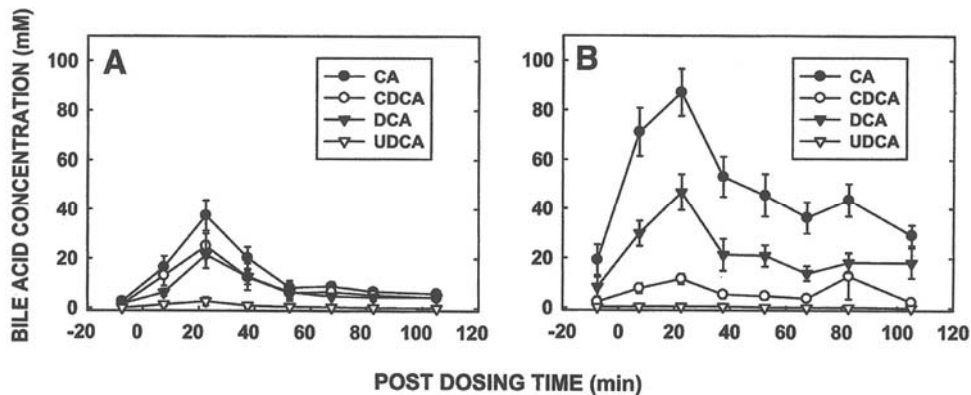 BILE ACID CONCENTRATION (mM)
A
100
80
60
40
20
0
-20 0 20 40 60 80 100 120
CA
CDCA
DCA
UDCA
B
100
80
60
40
20
0
-20 0 20 40 60 80 100 120
CA
CDCA
DCA
UDCA
POST DOSING TIME (min)